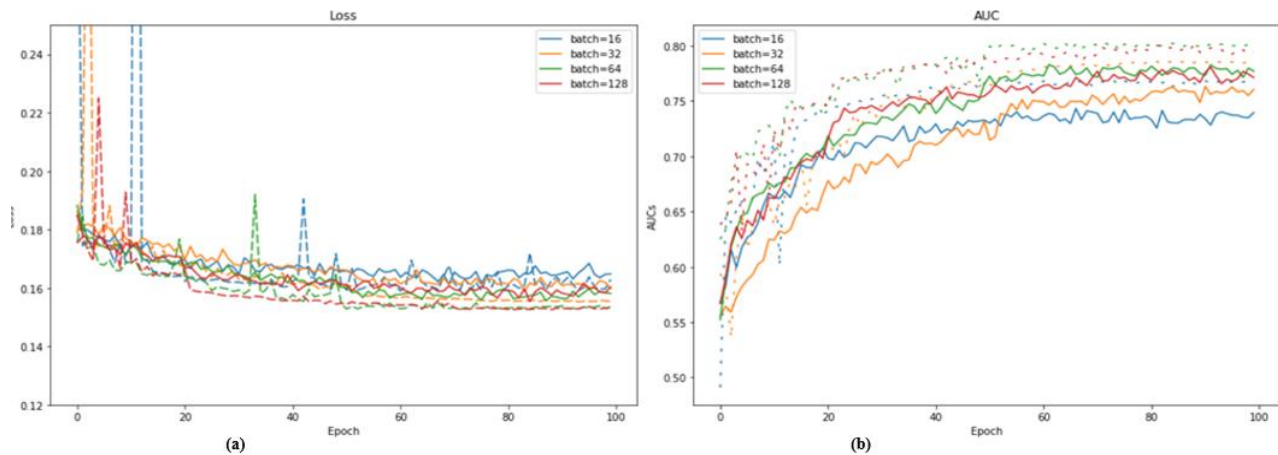 Loss
0.24
0.22
0.20
0.18
0.16
0.14
0.12
0
20
40
60
80
100
Epoch
batch=16
batch=32
batch=64
batch=128
(a)
AUC
AUCs
0.80
0.75
0.70
0.65
0.60
0.55
0.50
0
20
40
60
80
100
Epoch
batch=16
batch=32
batch=64
batch=128
(b)